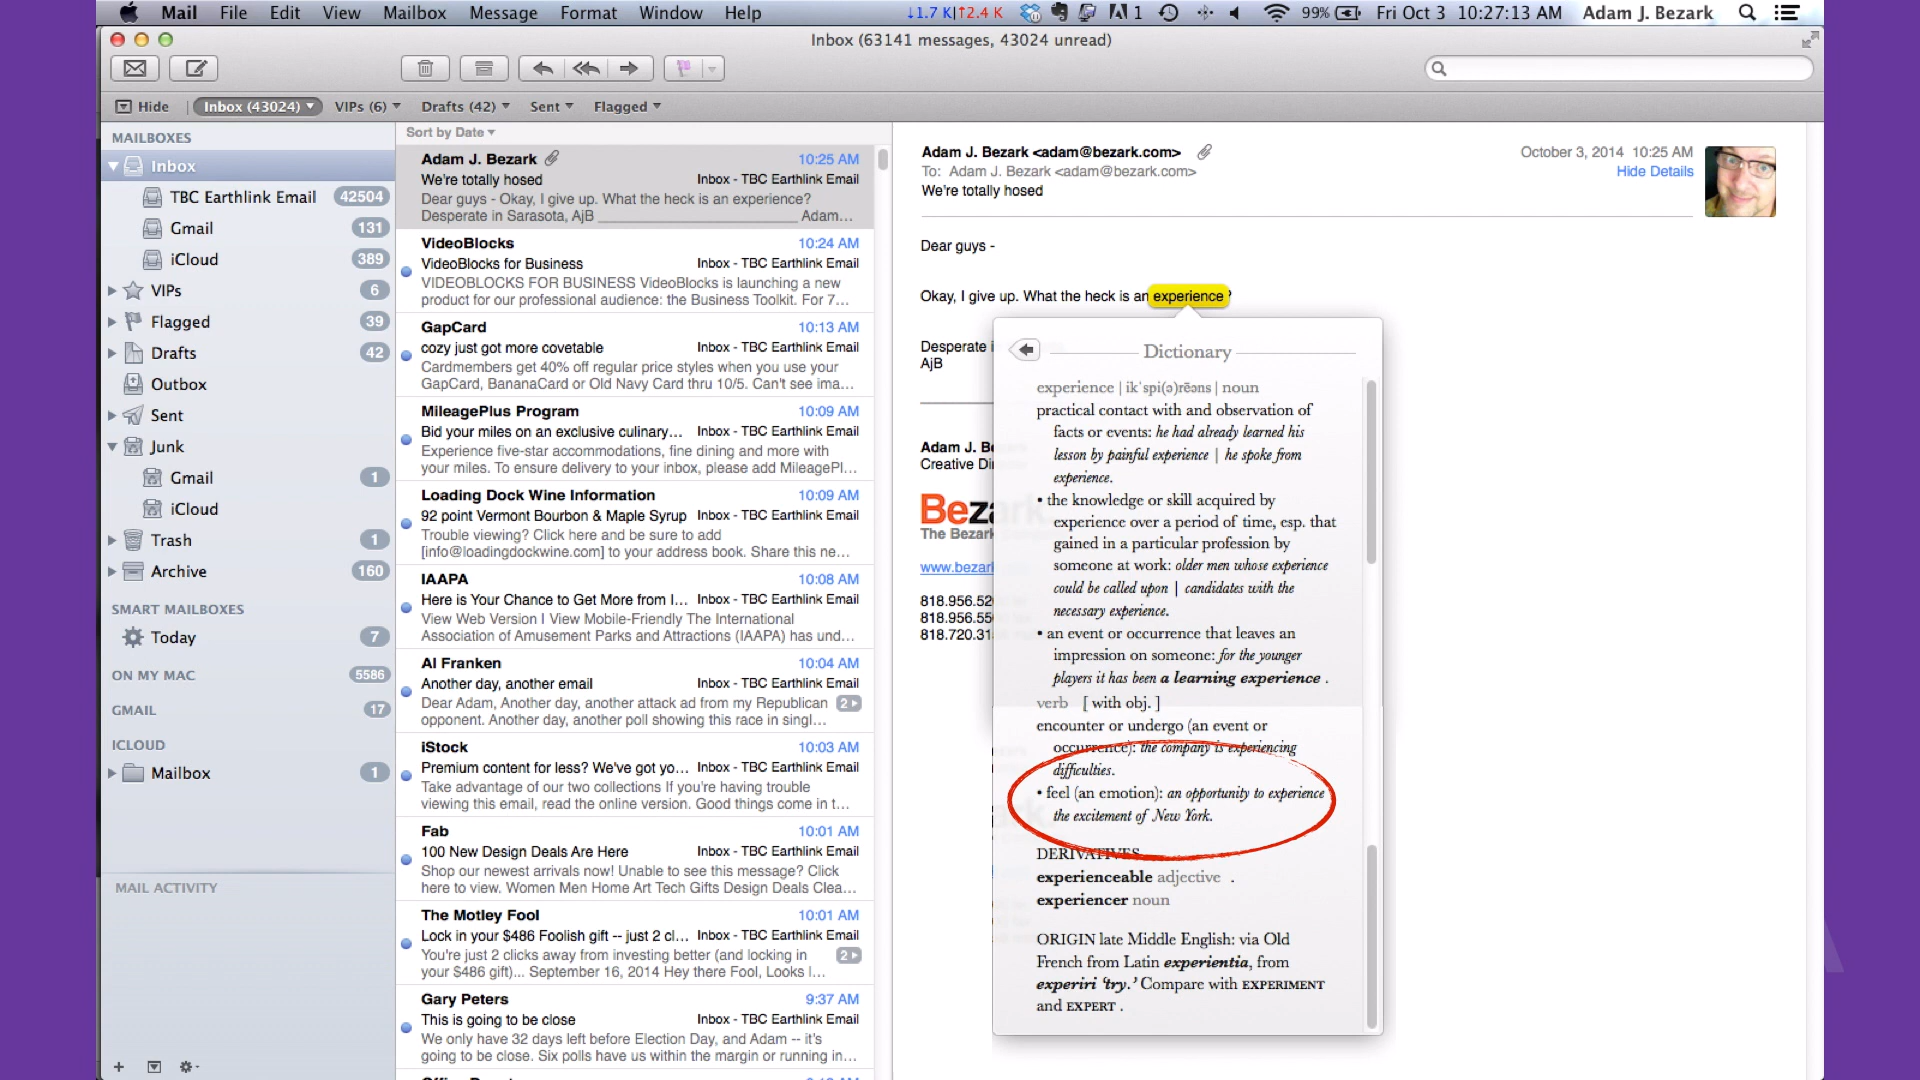 Mail File Edit View Mailbox Message Format Window Help
↓1.7 K|↑2.4 K 1 99% Fri Oct 3 10:27:13 AM Adam J. Bezark
Inbox (63141 messages, 43024 unread)
Hide Inbox (43024) VIPs (6) Drafts (42) Sent Flagged
MAILBOXES
Inbox
TBC Earthlink Email 42504
Gmail 131
iCloud 389
VIPs 6
Flagged 39
Drafts 42
Outbox
Sent
Junk
Gmail 1
iCloud
Trash 1
Archive 160
SMART MAILBOXES
Today 7
ON MY MAC 5586
GMAIL 17
ICLOUD
Mailbox 1
MAIL ACTIVITY
Sort by Date
Adam J. Bezark 10:25 AM
We're totally hosed Inbox - TBC Earthlink Email
Dear guys - Okay, I give up. What the heck is an experience?
Desperate in Sarasota, AjB ________________________ Adam...
VideoBlocks 10:24 AM
VideoBlocks for Business Inbox - TBC Earthlink Email
VIDEOBLOCKS FOR BUSINESS VideoBlocks is launching a new
product for our professional audience: the Business Toolkit. For 7...
GapCard 10:13 AM
cozy just got more covetable Inbox - TBC Earthlink Email
Cardmembers get 40% off regular price styles when you use your
GapCard, BananaCard or Old Navy Card thru 10/5. Can't see ima...
MileagePlus Program 10:09 AM
Bid your miles on an exclusive culinary... Inbox - TBC Earthlink Email
Experience five-star accommodations, fine dining and more with
your miles. To ensure delivery to your inbox, please add MileagePl...
Loading Dock Wine Information 10:09 AM
92 point Vermont Bourbon & Maple Syrup Inbox - TBC Earthlink Email
Trouble viewing? Click here and be sure to add
[info@loadingdockwine.com] to your address book. Share this ne...
IAAPA 10:08 AM
Here is Your Chance to Get More from I... Inbox - TBC Earthlink Email
View Web Version I View Mobile-Friendly The International
Association of Amusement Parks and Attractions (IAAPA) has und...
Al Franken 10:04 AM
Another day, another email Inbox - TBC Earthlink Email
Dear Adam, Another day, another attack ad from my Republican 2
opponent. Another day, another poll showing this race in singl...
iStock 10:03 AM
Premium content for less? We've got yo... Inbox - TBC Earthlink Email
Take advantage of our two collections If you're having trouble
viewing this email, read the online version. Good things come in t...
Fab 10:01 AM
100 New Design Deals Are Here Inbox - TBC Earthlink Email
Shop our newest arrivals now! Unable to see this message? Click
here to view. Women Men Home Art Tech Gifts Design Deals Clea...
The Motley Fool 10:01 AM
Lock in your $486 Foolish gift -- just 2 cl... Inbox - TBC Earthlink Email
You're just 2 clicks away from investing better (and locking in 2
your $486 gift)... September 16, 2014 Hey there Fool, Looks l...
Gary Peters 9:37 AM
This is going to be close Inbox - TBC Earthlink Email
We only have 32 days left before Election Day, and Adam -- it's
going to be close. Six polls have us within the margin or running in...
Adam J. Bezark <adam@bezark.com> October 3, 2014 10:25 AM
To: Adam J. Bezark <adam@bezark.com> Hide Details
We're totally hosed
Dear guys -
Okay, I give up. What the heck is an experience?
Desperate i
AjB
Adam J. B
Creative Di
Bezark
The Bezark
www.bezark
818.956.52
818.956.55
818.720.31
Dictionary
experience | ikˈspi(ə)rēəns | noun
practical contact with and observation of
facts or events: he had already learned his
lesson by painful experience | he spoke from
experience.
• the knowledge or skill acquired by
experience over a period of time, esp. that
gained in a particular profession by
someone at work: older men whose experience
could be called upon | candidates with the
necessary experience.
• an event or occurrence that leaves an
impression on someone: for the younger
players it has been a learning experience .
verb [ with obj. ]
encounter or undergo (an event or
occurrence): the company is experiencing
difficulties.
• feel (an emotion): an opportunity to experience
the excitement of New York.
DERIVATIVES
experienceable adjective .
experiencer noun
ORIGIN late Middle English: via Old
French from Latin experientia, from
experiri ‘try.’ Compare with EXPERIMENT
and EXPERT .